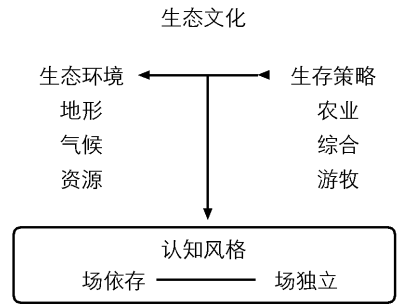 生态文化
生态环境 生存策略
地形 农业
气候 综合
资源 游牧
认知风格
场依存 场独立